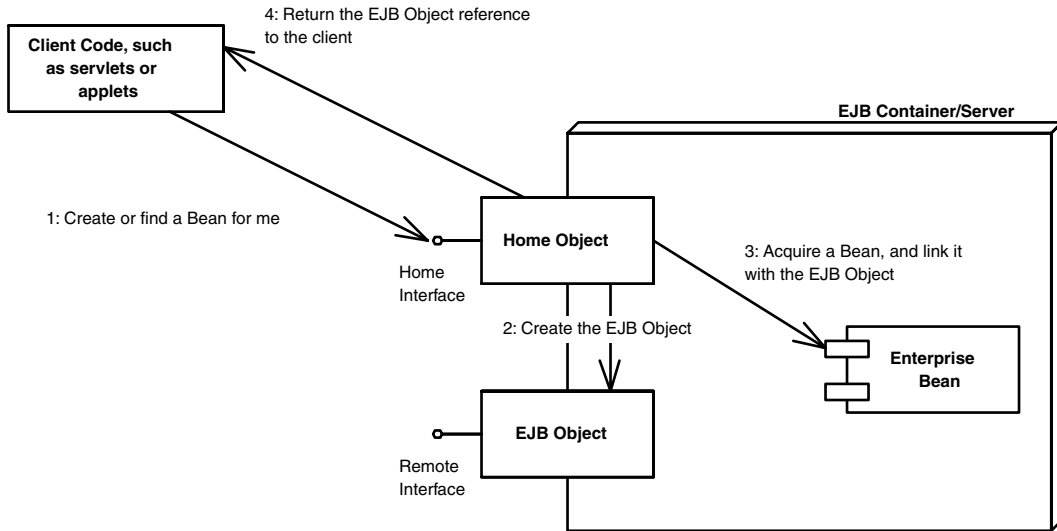 4: Return the EJB Object reference
to the client
Client Code, such
as servlets or
applets
EJB Container/Server
1: Create or find a Bean for me
Home Object
3: Acquire a Bean, and link it
with the EJB Object
Home
Interface
2: Create the EJB Object
Enterprise
Bean
EJB Object
Remote
Interface